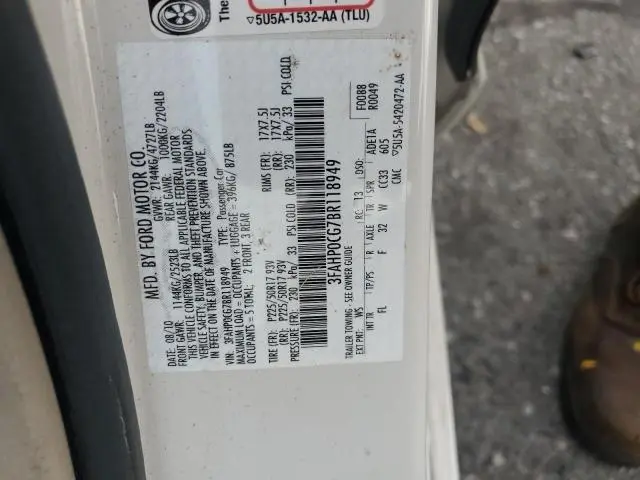 The
▽5U5A-1532-AA (TLU)
MFD. BY FORD MOTOR CO.
DATE: 08/10 GVWR: 2144KG/4727LB
FRONT GAWR: 1144KG/2523LB REAR GAWR: 1000KG/2204LB
THIS VEHICLE CONFORMS TO ALL APPLICABLE FEDERAL MOTOR
VEHICLE SAFETY, BUMPER, AND THEFT PREVENTION STANDARDS
IN EFFECT ON THE DATE OF MANUFACTURE SHOWN ABOVE.
VIN: 3FAHP0CG7BR118949 TYPE: Passenger Car
MAXIMUM LOAD = OCCUPANTS + LUGGAGE = 396KG/ 875LB
OCCUPANTS = 5 TOTAL: 2 FRONT, 3 REAR
TIRE (FR): P225/50R17 93V RIMS (FR): 17X7.5J
(RR): P225/50R17 93V (RR): 17X7.5J
PRESSURE (FR): 230 kPa/ 33 PSI COLD (RR): 230 kPa/ 33 PSI COLD
3FAHP0CG7BR118949
F0088
R0049
TRAILER TOWING - SEE OWNER GUIDE
EXT PNT: WS RC: 13 DSO:
INT TR TP/PS R AXLE TR SPR ADETA
FL F 32 W CC33 605
CMC ▽5U5A-5420472-AA